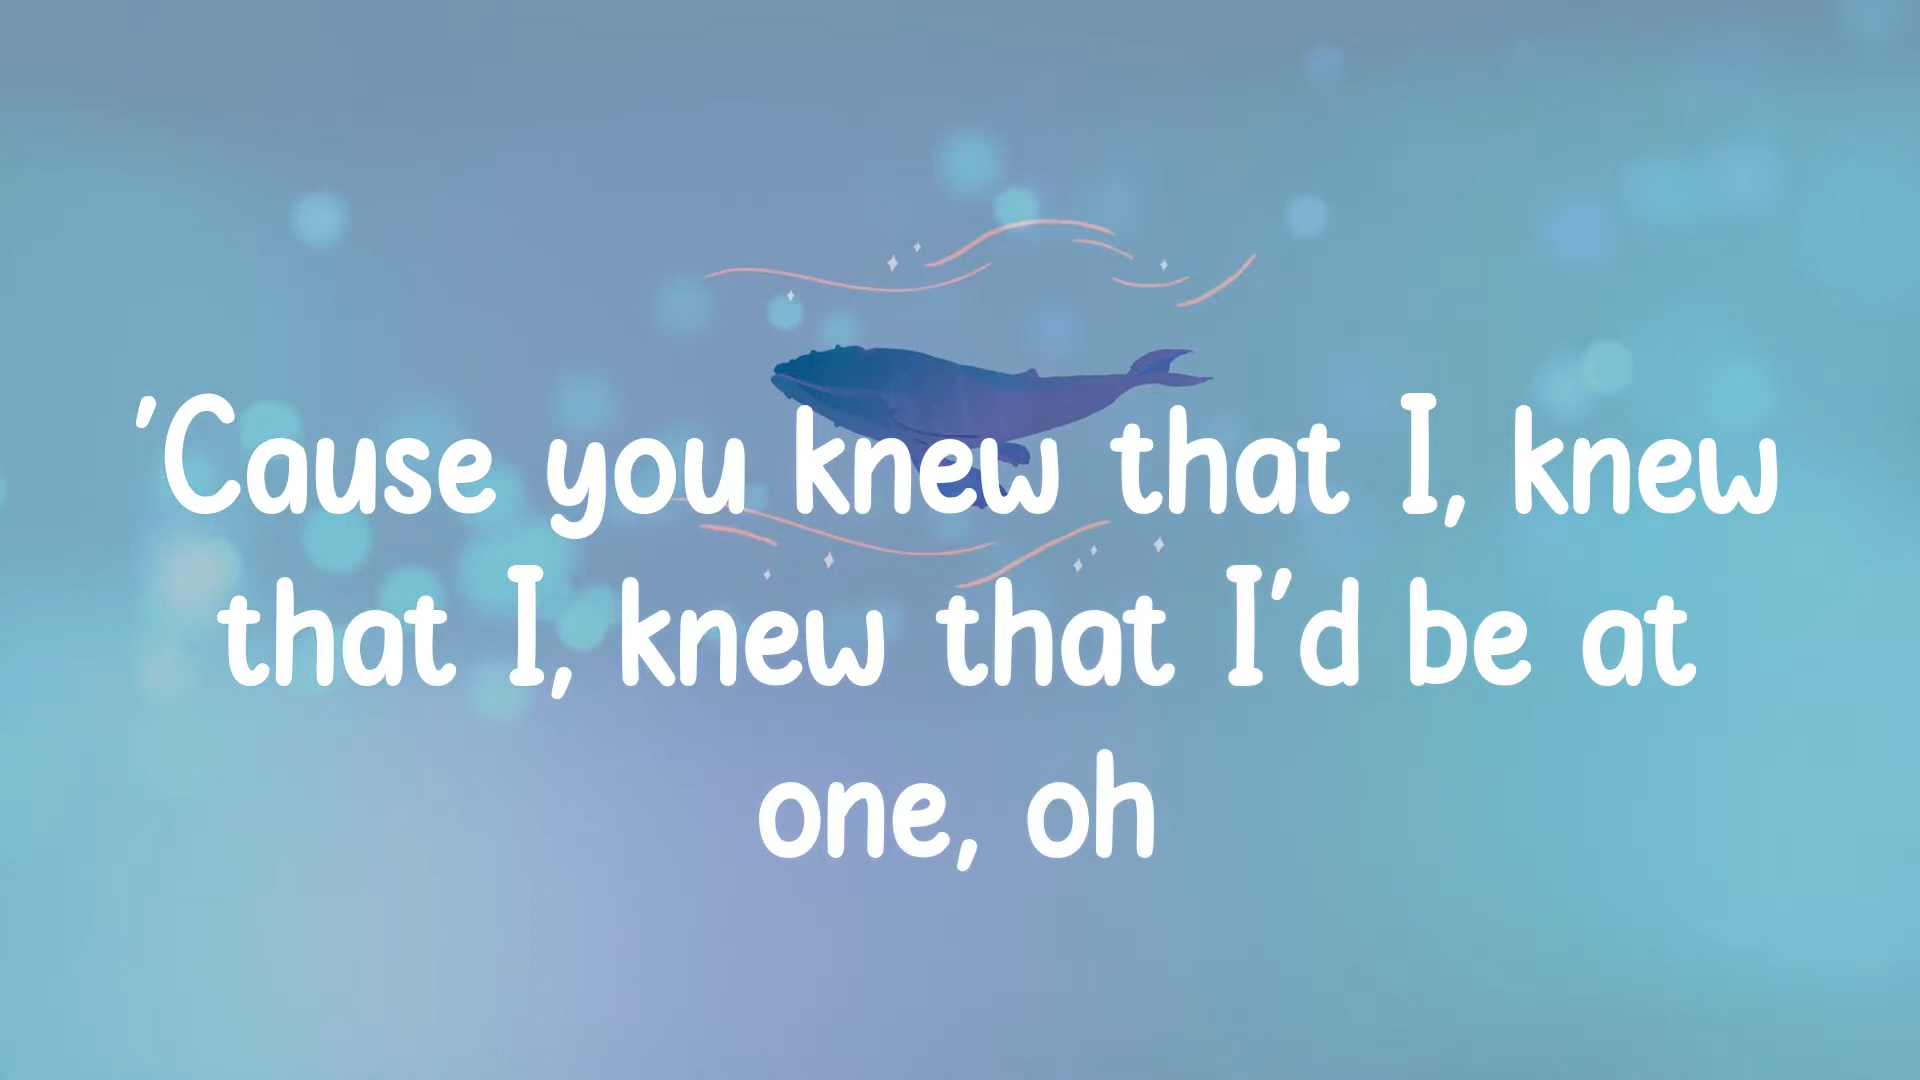 'Cause you knew that I, knew
that I, knew that I'd be at
one, oh